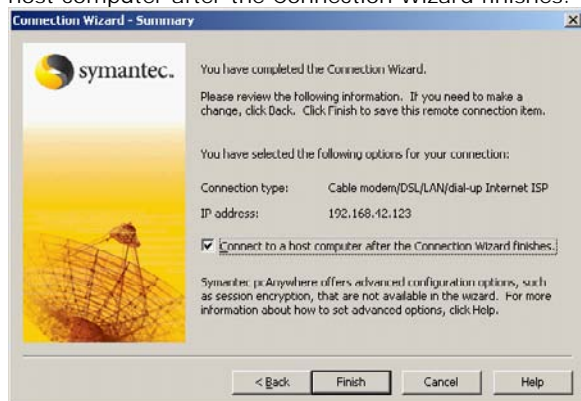 host computer after the Connection Wizard finishes.
Connection Wizard - Summary
symantec.
You have completed the Connection Wizard.
Please review the following information. If you need to make a
change, click Back. Click Finish to save this remote connection item.
You have selected the following options for your connection:
Connection type: Cable modem/DSL/LAN/dial-up Internet ISP
IP address: 192.168.42.123
Connect to a host computer after the Connection Wizard finishes.
Symantec pcAnywhere offers advanced configuration options, such
as session encryption, that are not available in the wizard. For more
information about how to set advanced options, click Help.
< Back Finish Cancel Help